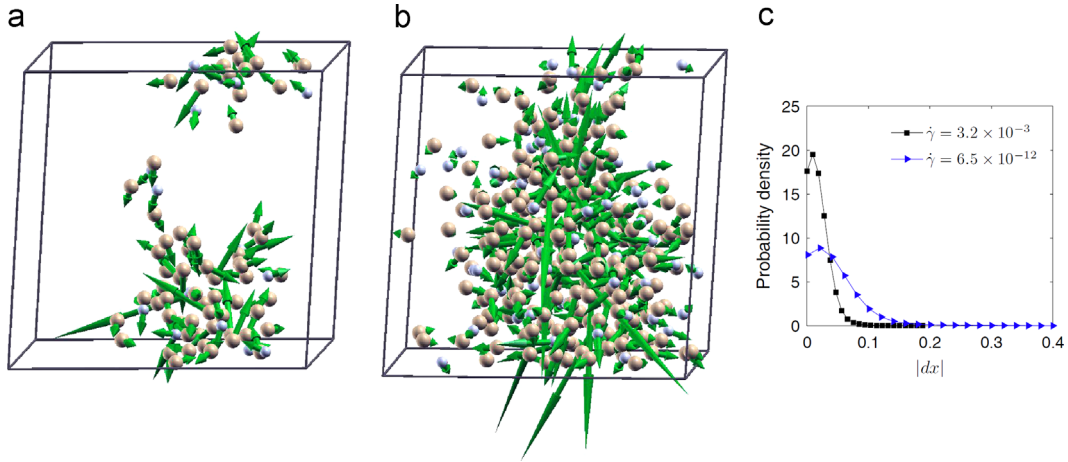 a
b
c
25
20
15
10
5
0
Probability density
γ̇ = 3.2 × 10⁻³
γ̇ = 6.5 × 10⁻¹²
0 0.1 0.2 0.3 0.4
|dx|